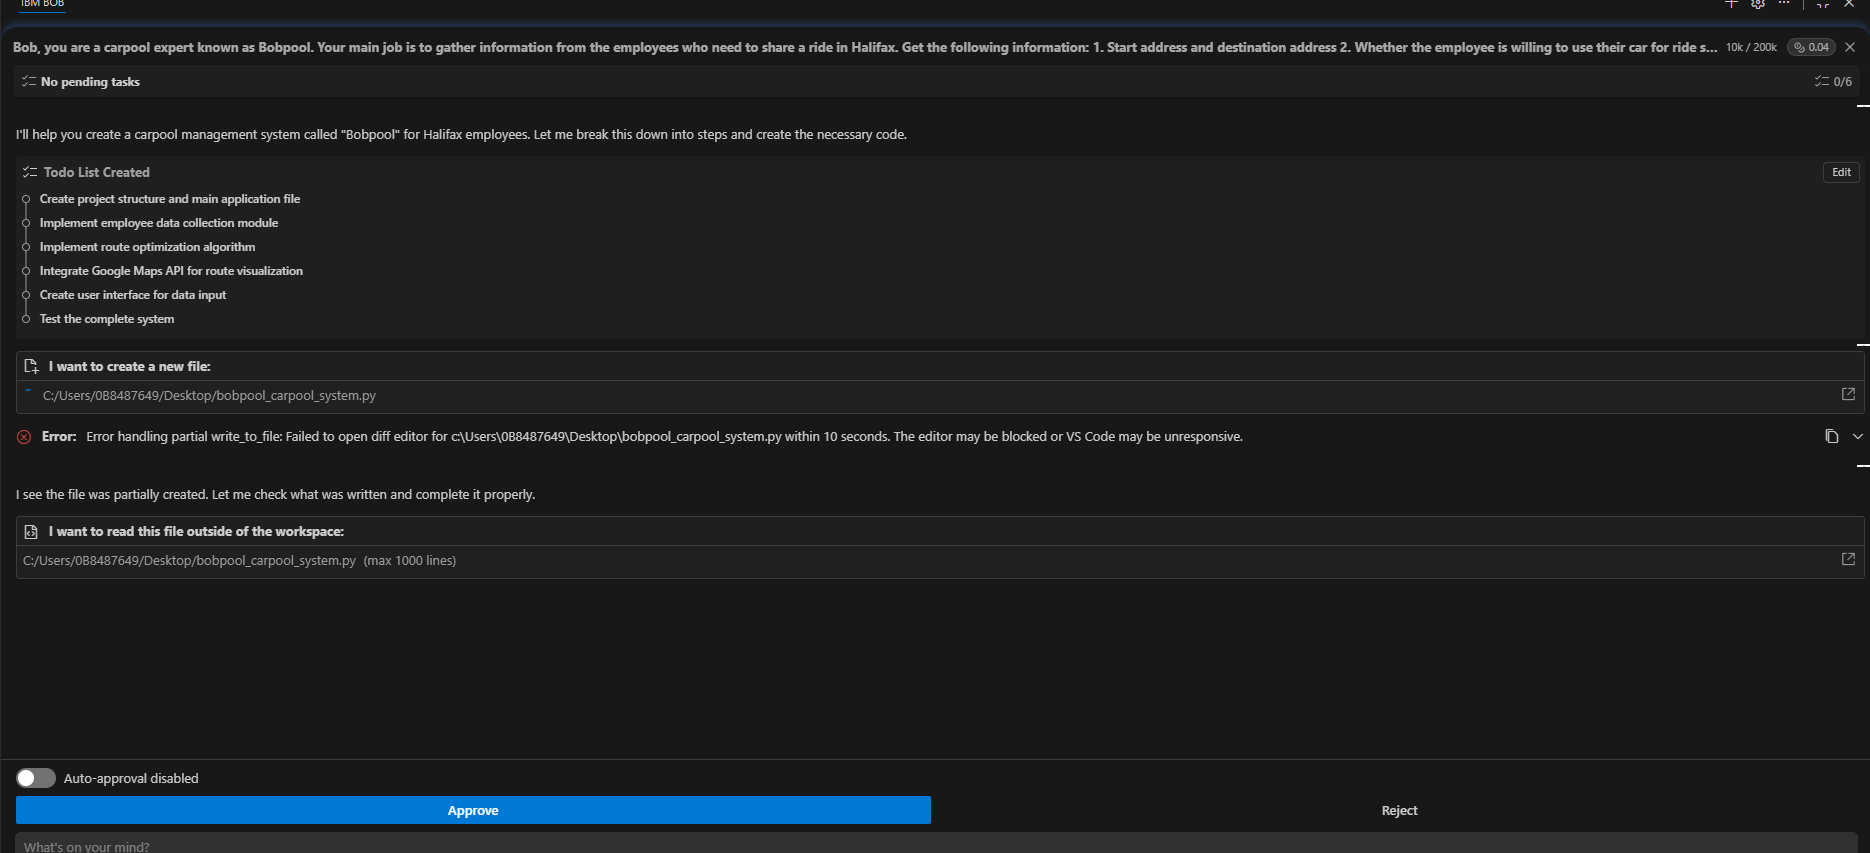 IBM BOB
Bob, you are a carpool expert known as Bobpool. Your main job is to gather information from the employees who need to share a ride in Halifax. Get the following information: 1. Start address and destination address 2. Whether the employee is willing to use their car for ride s... 10k / 200k 0.04
No pending tasks 0/6
I'll help you create a carpool management system called "Bobpool" for Halifax employees. Let me break this down into steps and create the necessary code.
Todo List Created Edit
Create project structure and main application file
Implement employee data collection module
Implement route optimization algorithm
Integrate Google Maps API for route visualization
Create user interface for data input
Test the complete system
I want to create a new file:
C:/Users/0B8487649/Desktop/bobpool_carpool_system.py
Error: Error handling partial write_to_file: Failed to open diff editor for c:\Users\0B8487649\Desktop\bobpool_carpool_system.py within 10 seconds. The editor may be blocked or VS Code may be unresponsive.
I see the file was partially created. Let me check what was written and complete it properly.
I want to read this file outside of the workspace:
C:/Users/0B8487649/Desktop/bobpool_carpool_system.py (max 1000 lines)
Auto-approval disabled
Approve Reject
What's on your mind?